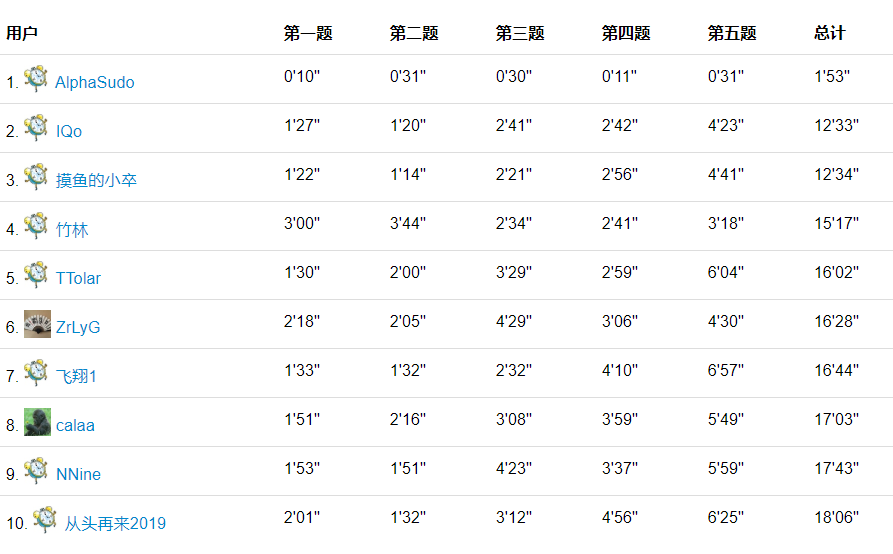 用户 第一题 第二题 第三题 第四题 第五题 总计
1. AlphaSudo 0'10" 0'31" 0'30" 0'11" 0'31" 1'53"
2. IQo 1'27" 1'20" 2'41" 2'42" 4'23" 12'33"
3. 摸鱼的小卒 1'22" 1'14" 2'21" 2'56" 4'41" 12'34"
4. 竹林 3'00" 3'44" 2'34" 2'41" 3'18" 15'17"
5. TTolar 1'30" 2'00" 3'29" 2'59" 6'04" 16'02"
6. ZrLyG 2'18" 2'05" 4'29" 3'06" 4'30" 16'28"
7. 飞翔1 1'33" 1'32" 2'32" 4'10" 6'57" 16'44"
8. calaa 1'51" 2'16" 3'08" 3'59" 5'49" 17'03"
9. NNine 1'53" 1'51" 4'23" 3'37" 5'59" 17'43"
10. 从头再来2019 2'01" 1'32" 3'12" 4'56" 6'25" 18'06"